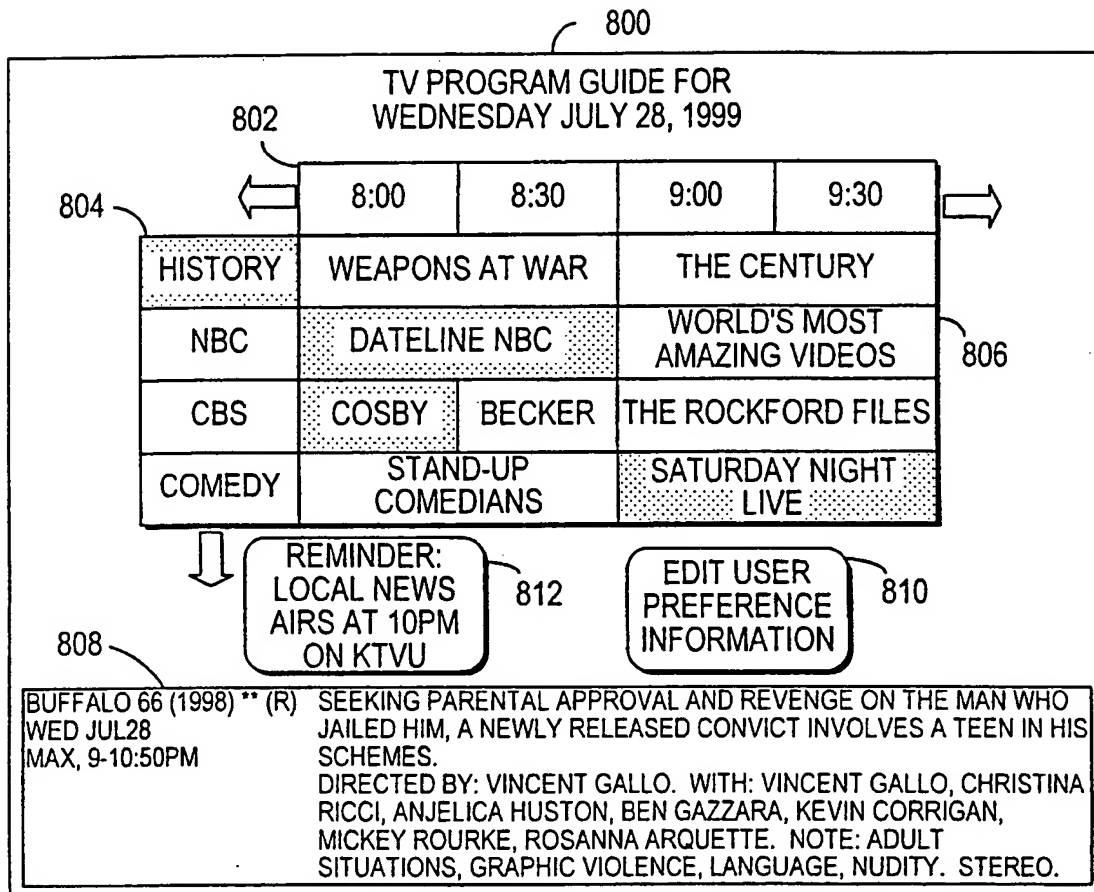 800
TV PROGRAM GUIDE FOR
WEDNESDAY JULY 28, 1999
802
8:00 8:30 9:00 9:30
804
HISTORY WEAPONS AT WAR THE CENTURY
NBC DATELINE NBC WORLD'S MOST
AMAZING VIDEOS
806
CBS COSBY BECKER THE ROCKFORD FILES
COMEDY STAND-UP
COMEDIANS
SATURDAY NIGHT
LIVE
REMINDER:
LOCAL NEWS
AIRS AT 10PM
ON KTVU
812
EDIT USER
PREFERENCE
INFORMATION
810
808
BUFFALO 66 (1998) ** (R)
WED JUL28
MAX, 9-10:50PM
SEEKING PARENTAL APPROVAL AND REVENGE ON THE MAN WHO
JAILED HIM, A NEWLY RELEASED CONVICT INVOLVES A TEEN IN HIS
SCHEMES.
DIRECTED BY: VINCENT GALLO. WITH: VINCENT GALLO, CHRISTINA
RICCI, ANJELICA HUSTON, BEN GAZZARA, KEVIN CORRIGAN,
MICKEY ROURKE, ROSANNA ARQUETTE. NOTE: ADULT
SITUATIONS, GRAPHIC VIOLENCE, LANGUAGE, NUDITY. STEREO.